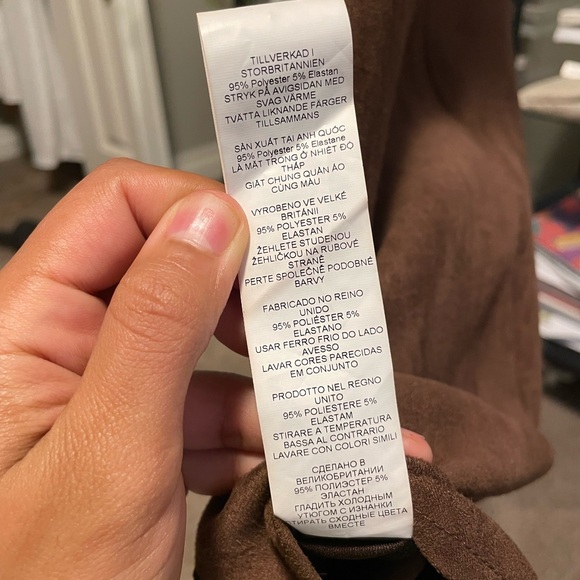 TILLVERKAD I
STORBRITANNIEN
95% Polyester 5% Elastan
STRYK PÅ AVIGSIDAN MED
SVAG VÄRME
TVÄTTA LIKNANDE FÄRGER
TILLSAMMANS
SẢN XUẤT TẠI ANH QUỐC
95% Polyester 5% Elastane
LÀ MẶT TRONG Ở NHIỆT ĐỘ
THẤP
GIẶT CHUNG QUẦN ÁO
CÙNG MÀU
VYROBENO VE VELKÉ
BRITÁNII
95% POLYESTER 5%
ELASTAN
ŽEHLETE STUDENOU
ŽEHLIČKOU NA RUBOVÉ
STRANĚ
PERTE SPOLEČNĚ PODOBNÉ
BARVY
FABRICADO NO REINO
UNIDO
95% POLIÉSTER 5%
ELASTANO
USAR FERRO FRIO DO LADO
AVESSO
LAVAR CORES PARECIDAS
EM CONJUNTO
PRODOTTO NEL REGNO
UNITO
95% POLIESTERE 5%
ELASTAM
STIRARE A TEMPERATURA
BASSA AL CONTRARIO
LAVARE CON COLORI SIMILI
СДЕЛАНО В
ВЕЛИКОБРИТАНИИ
95% ПОЛИЭСТЕР 5%
ЭЛАСТАН
ГЛАДИТЬ ХОЛОДНЫМ
УТЮГОМ С ИЗНАНКИ
СТИРАТЬ СХОДНЫЕ ЦВЕТА
ВМЕСТЕ